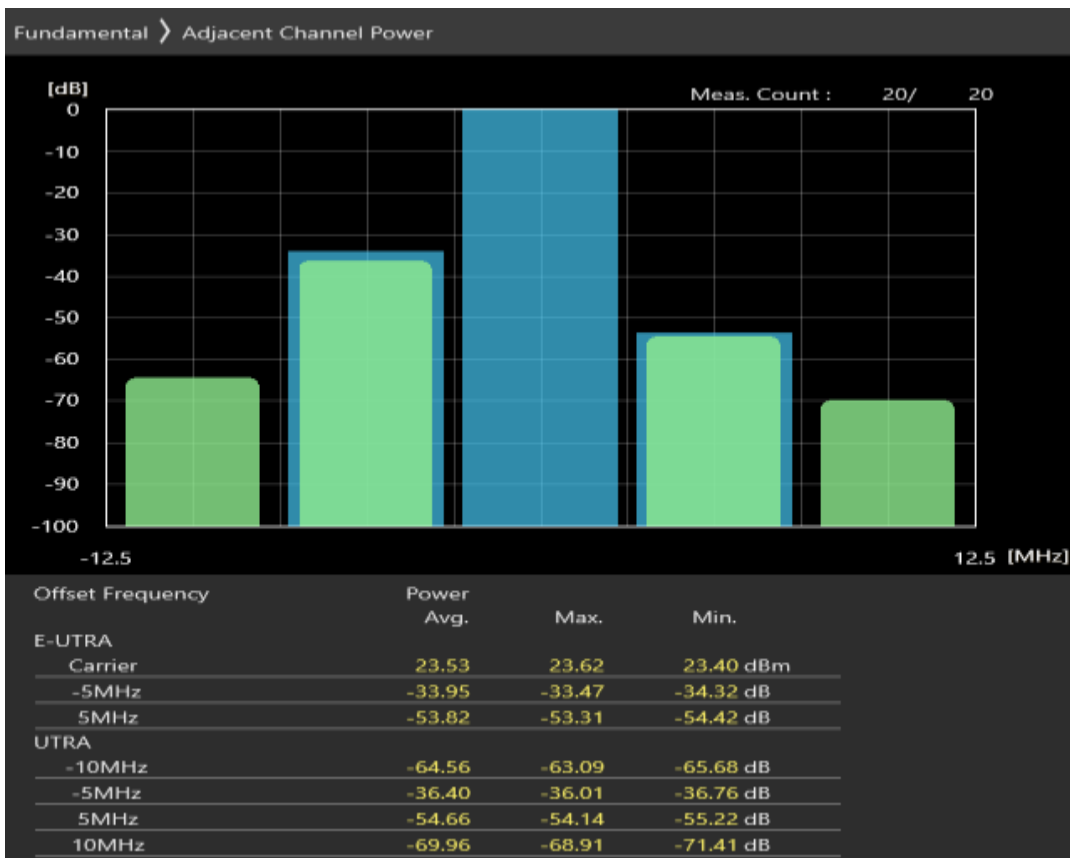 Fundamental ❯ Adjacent Channel Power
[dB]
Meas. Count : 20/ 20
0
-10
-20
-30
-40
-50
-60
-70
-80
-90
-100
-12.5 12.5 [MHz]
Offset Frequency Power
Avg. Max. Min.
E-UTRA
Carrier 23.53 23.62 23.40 dBm
-5MHz -33.95 -33.47 -34.32 dB
5MHz -53.82 -53.31 -54.42 dB
UTRA
-10MHz -64.56 -63.09 -65.68 dB
-5MHz -36.40 -36.01 -36.76 dB
5MHz -54.66 -54.14 -55.22 dB
10MHz -69.96 -68.91 -71.41 dB